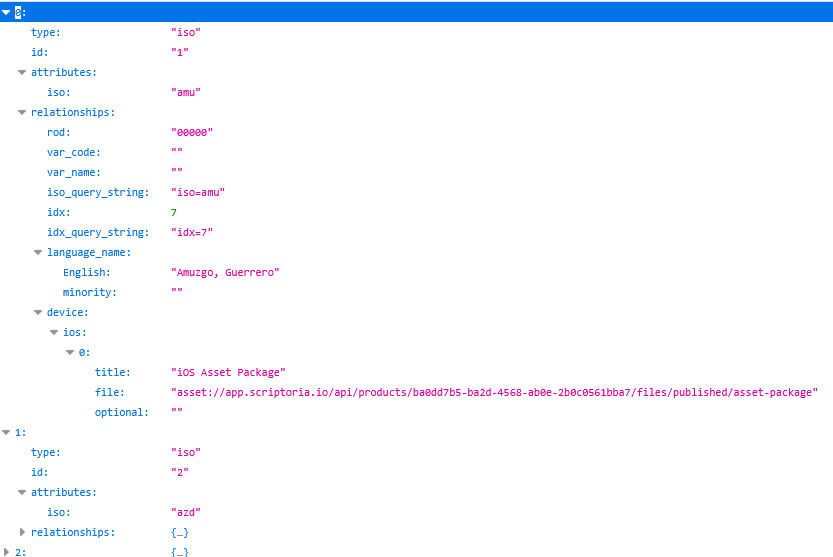 0:
type: "iso"
id: "1"
attributes:
iso: "amu"
relationships:
rod: "00000"
var_code: ""
var_name: ""
iso_query_string: "iso=amu"
idx: 7
idx_query_string: "idx=7"
language_name:
English: "Amuzgo, Guerrero"
minority: ""
device:
ios:
0:
title: "iOS Asset Package"
file: "asset://app.scriptoria.io/api/products/ba0dd7b5-ba2d-4568-ab0e-2b0c0561bba7/files/published/asset-package"
optional: ""
1:
type: "iso"
id: "2"
attributes:
iso: "azd"
relationships: {…}
2: {…}